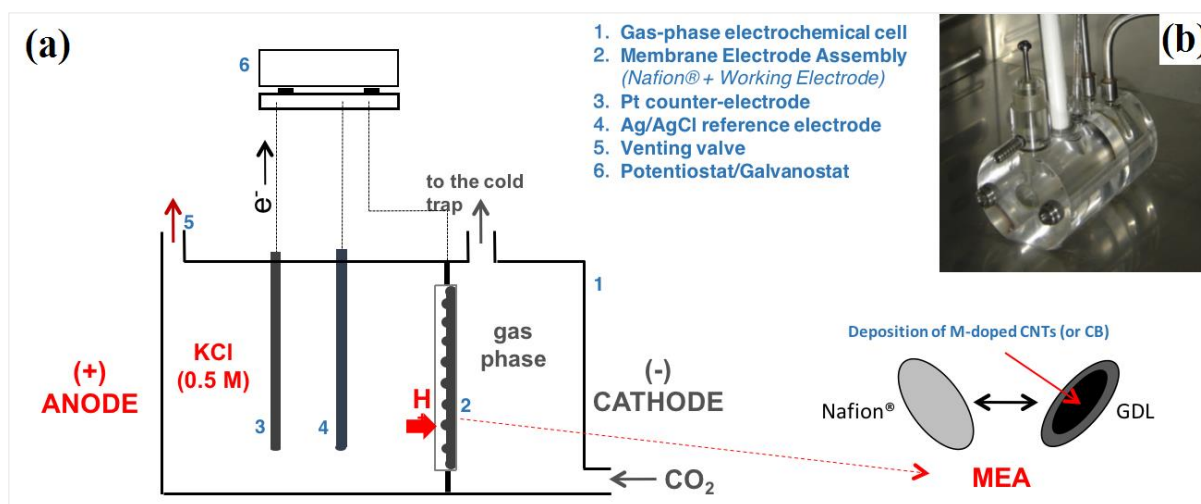 (a)
6
1. Gas-phase electrochemical cell
2. Membrane Electrode Assembly
(Nafion® + Working Electrode)
3. Pt counter-electrode
4. Ag/AgCl reference electrode
5. Venting valve
6. Potentiostat/Galvanostat
(b)
e-
to the cold
trap
5
1
KCl
(0.5 M)
gas
phase
(+)
ANODE
(-)
CATHODE
H
2
3
4
CO₂
Deposition of M-doped CNTs (or CB)
Nafion®
GDL
MEA